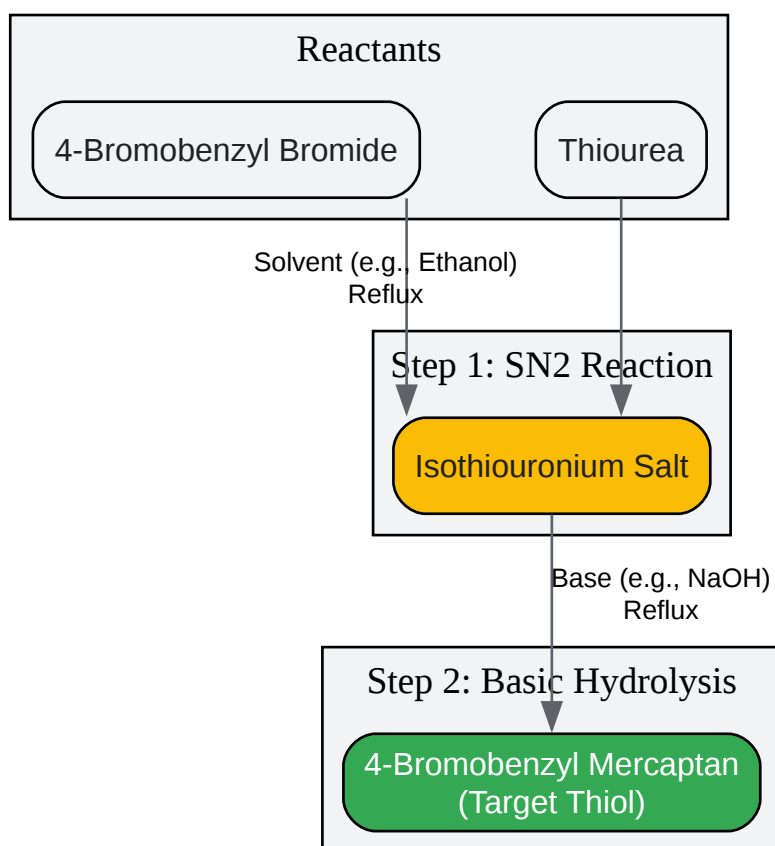 Reactants
4-Bromobenzyl Bromide
Thiourea
Solvent (e.g., Ethanol)
Reflux
Step 1: SN2 Reaction
Isothiouronium Salt
Base (e.g., NaOH)
Reflux
Step 2: Basic Hydrolysis
4-Bromobenzyl Mercaptan
(Target Thiol)